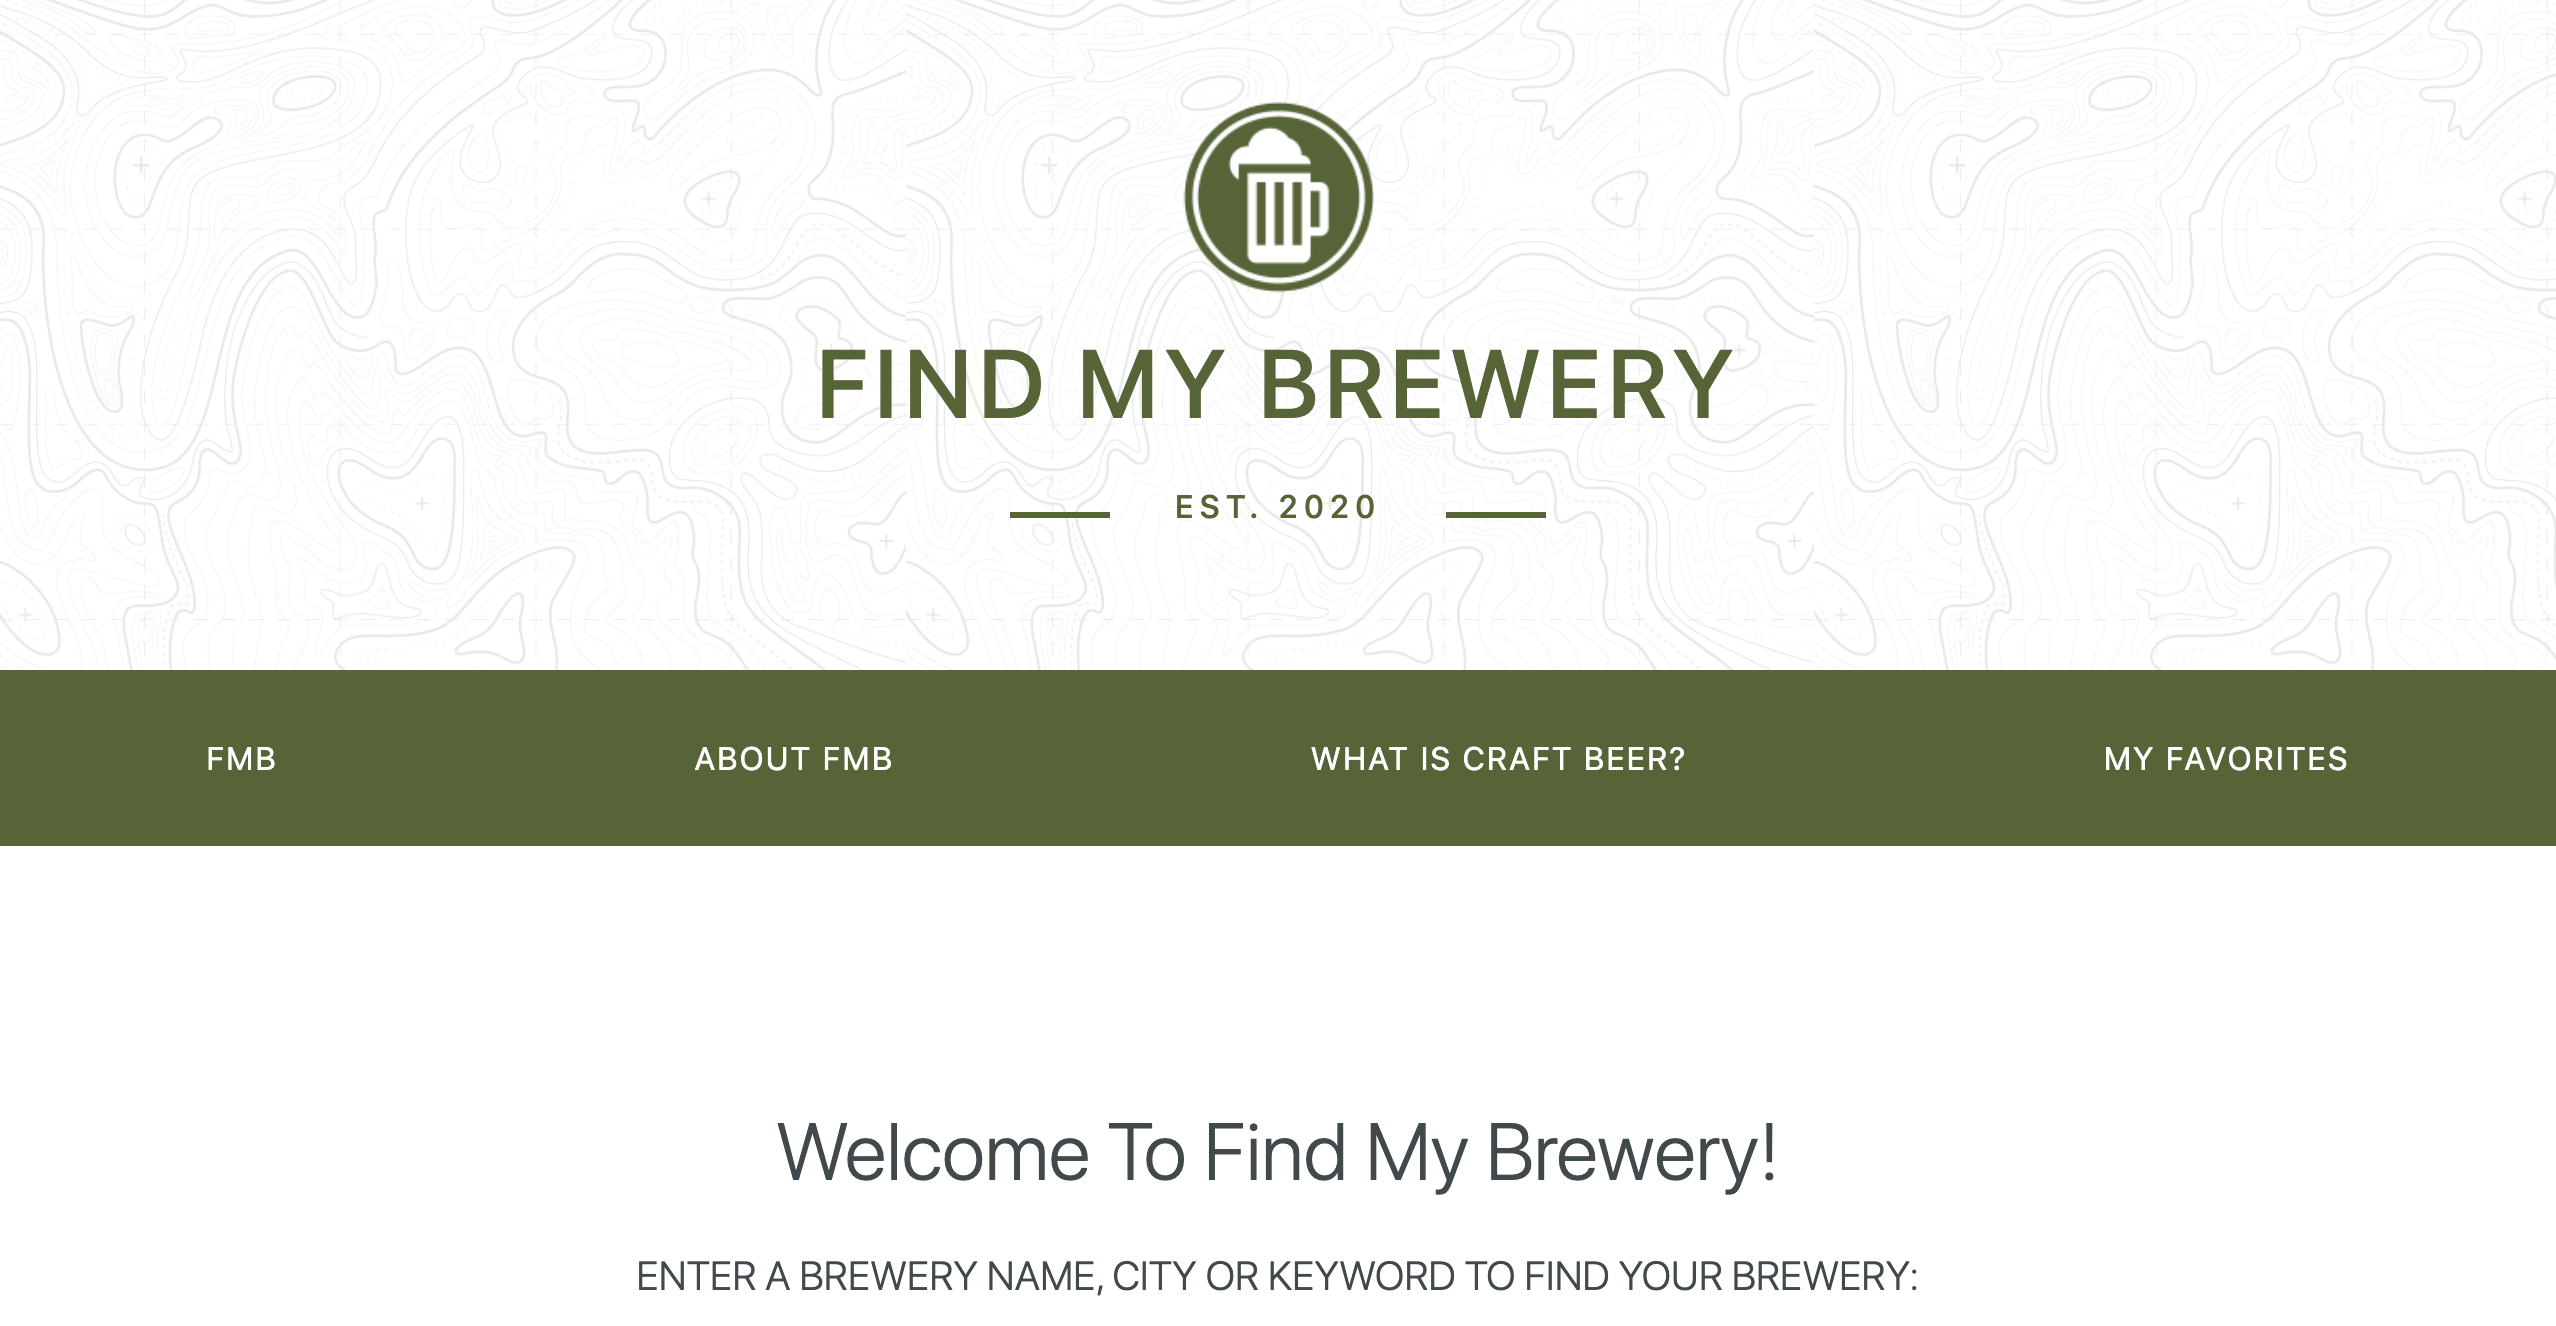 FIND MY BREWERY
EST. 2020
FMB
ABOUT FMB
WHAT IS CRAFT BEER?
MY FAVORITES
Welcome To Find My Brewery!
ENTER A BREWERY NAME, CITY OR KEYWORD TO FIND YOUR BREWERY: